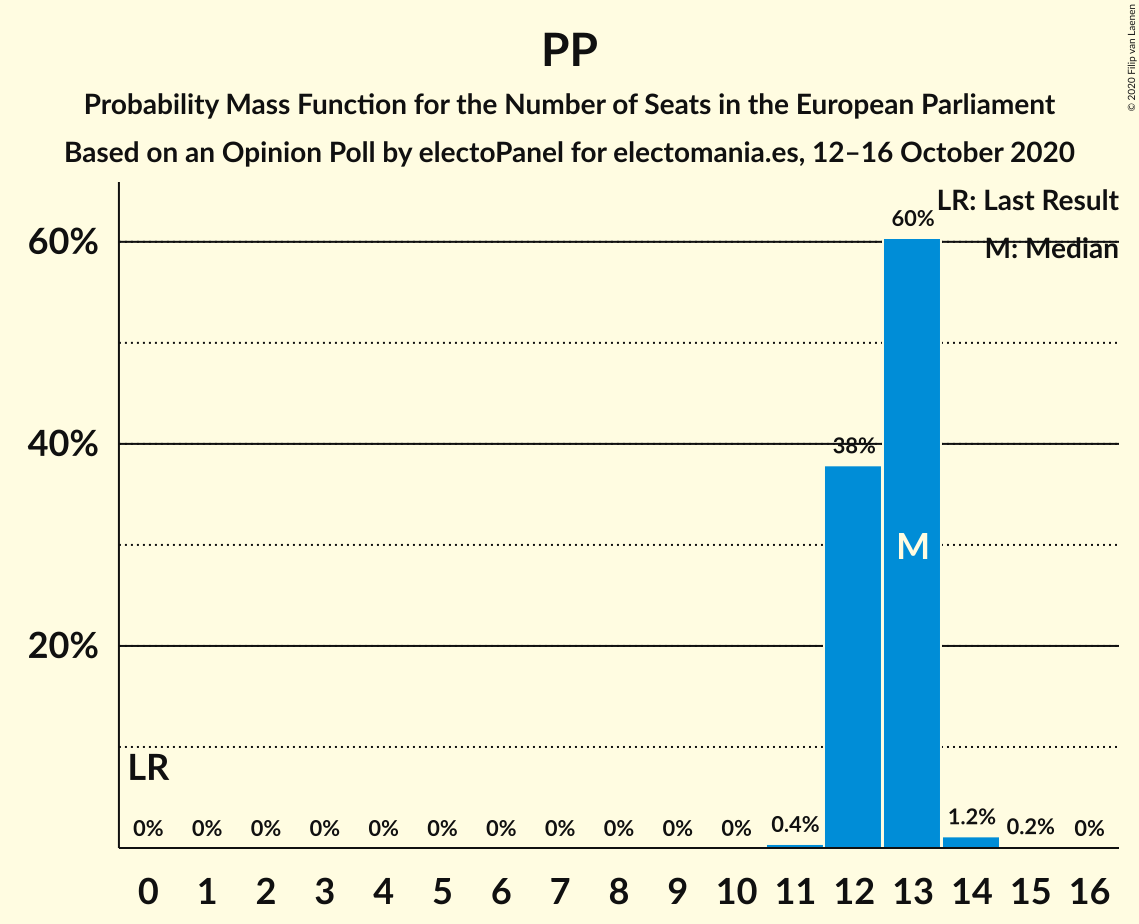 PP
Probability Mass Function for the Number of Seats in the European Parliament
Based on an Opinion Poll by electoPanel for electomania.es, 12–16 October 2020
© 2020 Filip van Laenen
LR: Last Result
M: Median
60%
40%
20%
60%
38%
M
LR
0% 0% 0% 0% 0% 0% 0% 0% 0% 0% 0% 0.4% 1.2% 0.2% 0%
0 1 2 3 4 5 6 7 8 9 10 11 12 13 14 15 16